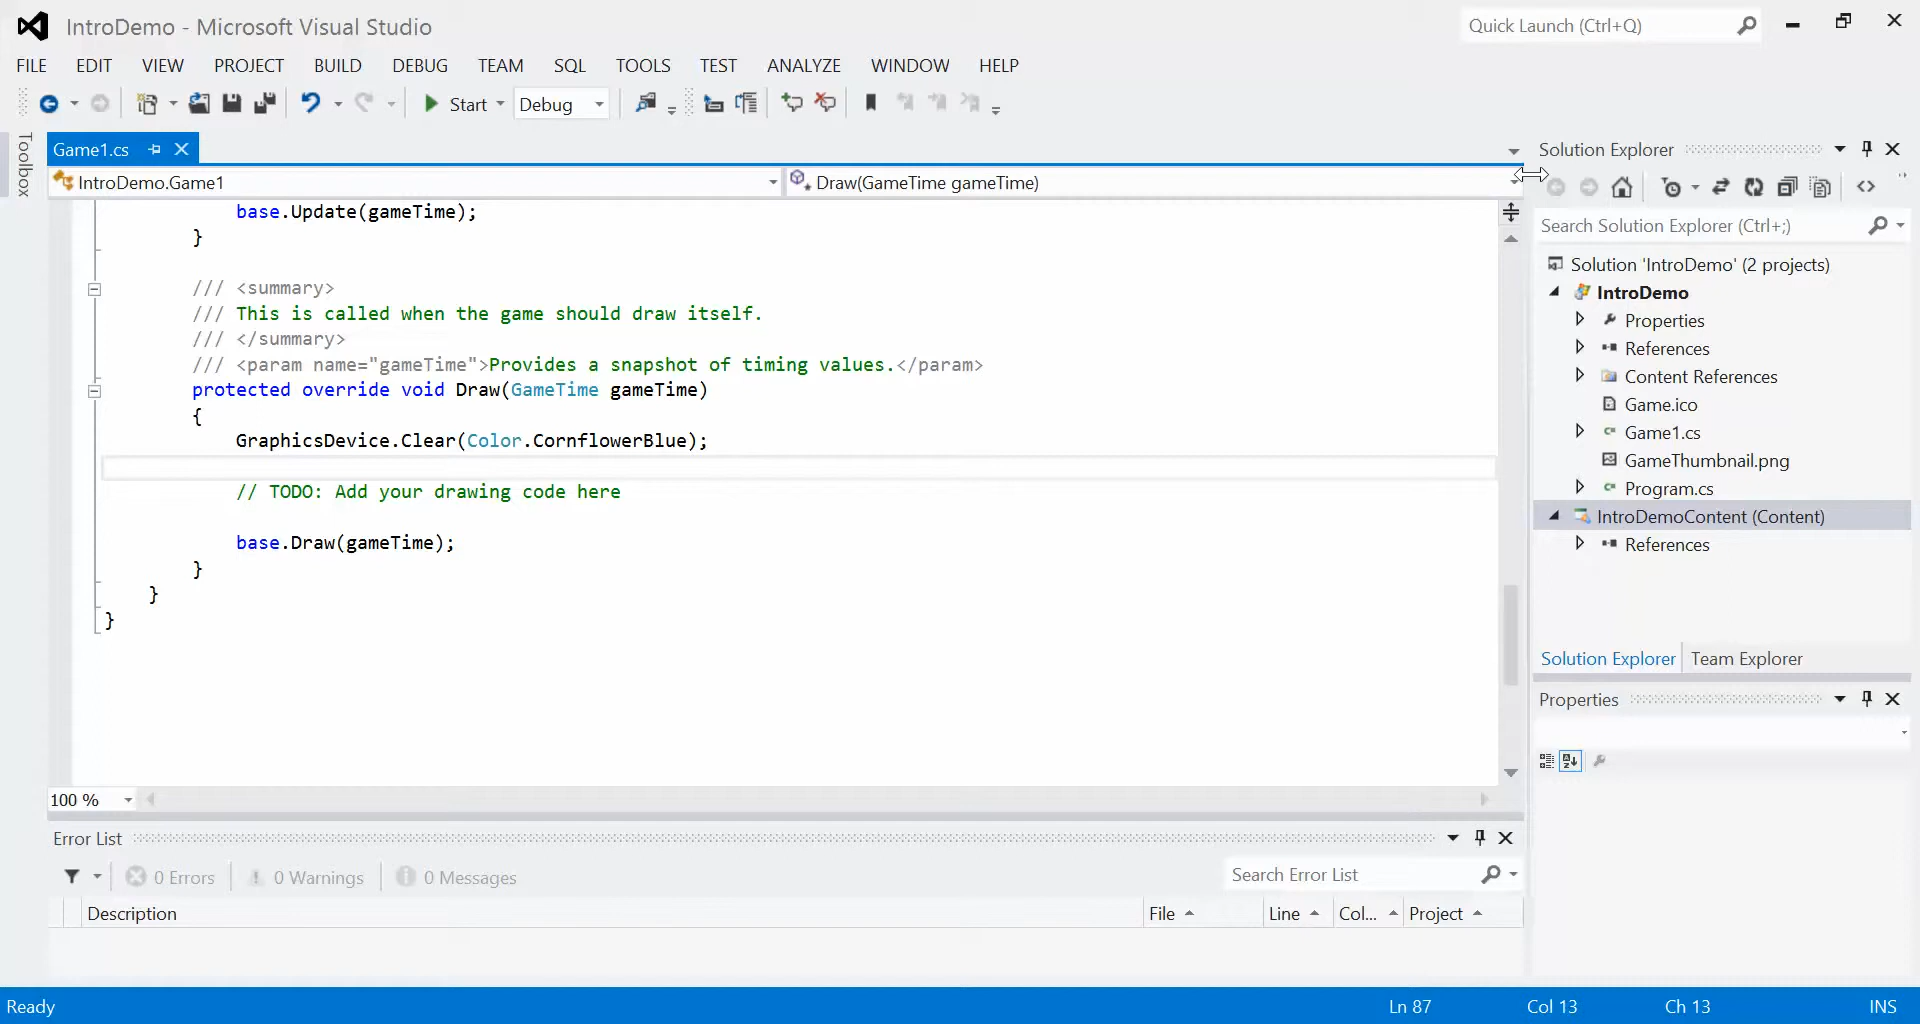 IntroDemo - Microsoft Visual Studio
Quick Launch (Ctrl+Q)
FILE EDIT VIEW PROJECT BUILD DEBUG TEAM SQL TOOLS TEST ANALYZE WINDOW HELP
Start Debug
Toolbox
Game1.cs
IntroDemo.Game1
Draw(GameTime gameTime)
base.Update(gameTime);
}
/// <summary>
/// This is called when the game should draw itself.
/// </summary>
/// <param name="gameTime">Provides a snapshot of timing values.</param>
protected override void Draw(GameTime gameTime)
{
GraphicsDevice.Clear(Color.CornflowerBlue);
// TODO: Add your drawing code here
base.Draw(gameTime);
}
}
}
100 %
Solution Explorer
Search Solution Explorer (Ctrl+;)
Solution 'IntroDemo' (2 projects)
IntroDemo
Properties
References
Content References
Game.ico
Game1.cs
GameThumbnail.png
Program.cs
IntroDemoContent (Content)
References
Solution Explorer Team Explorer
Properties
Error List
0 Errors 0 Warnings 0 Messages
Search Error List
Description File Line Col... Project
Ready Ln 87 Col 13 Ch 13 INS